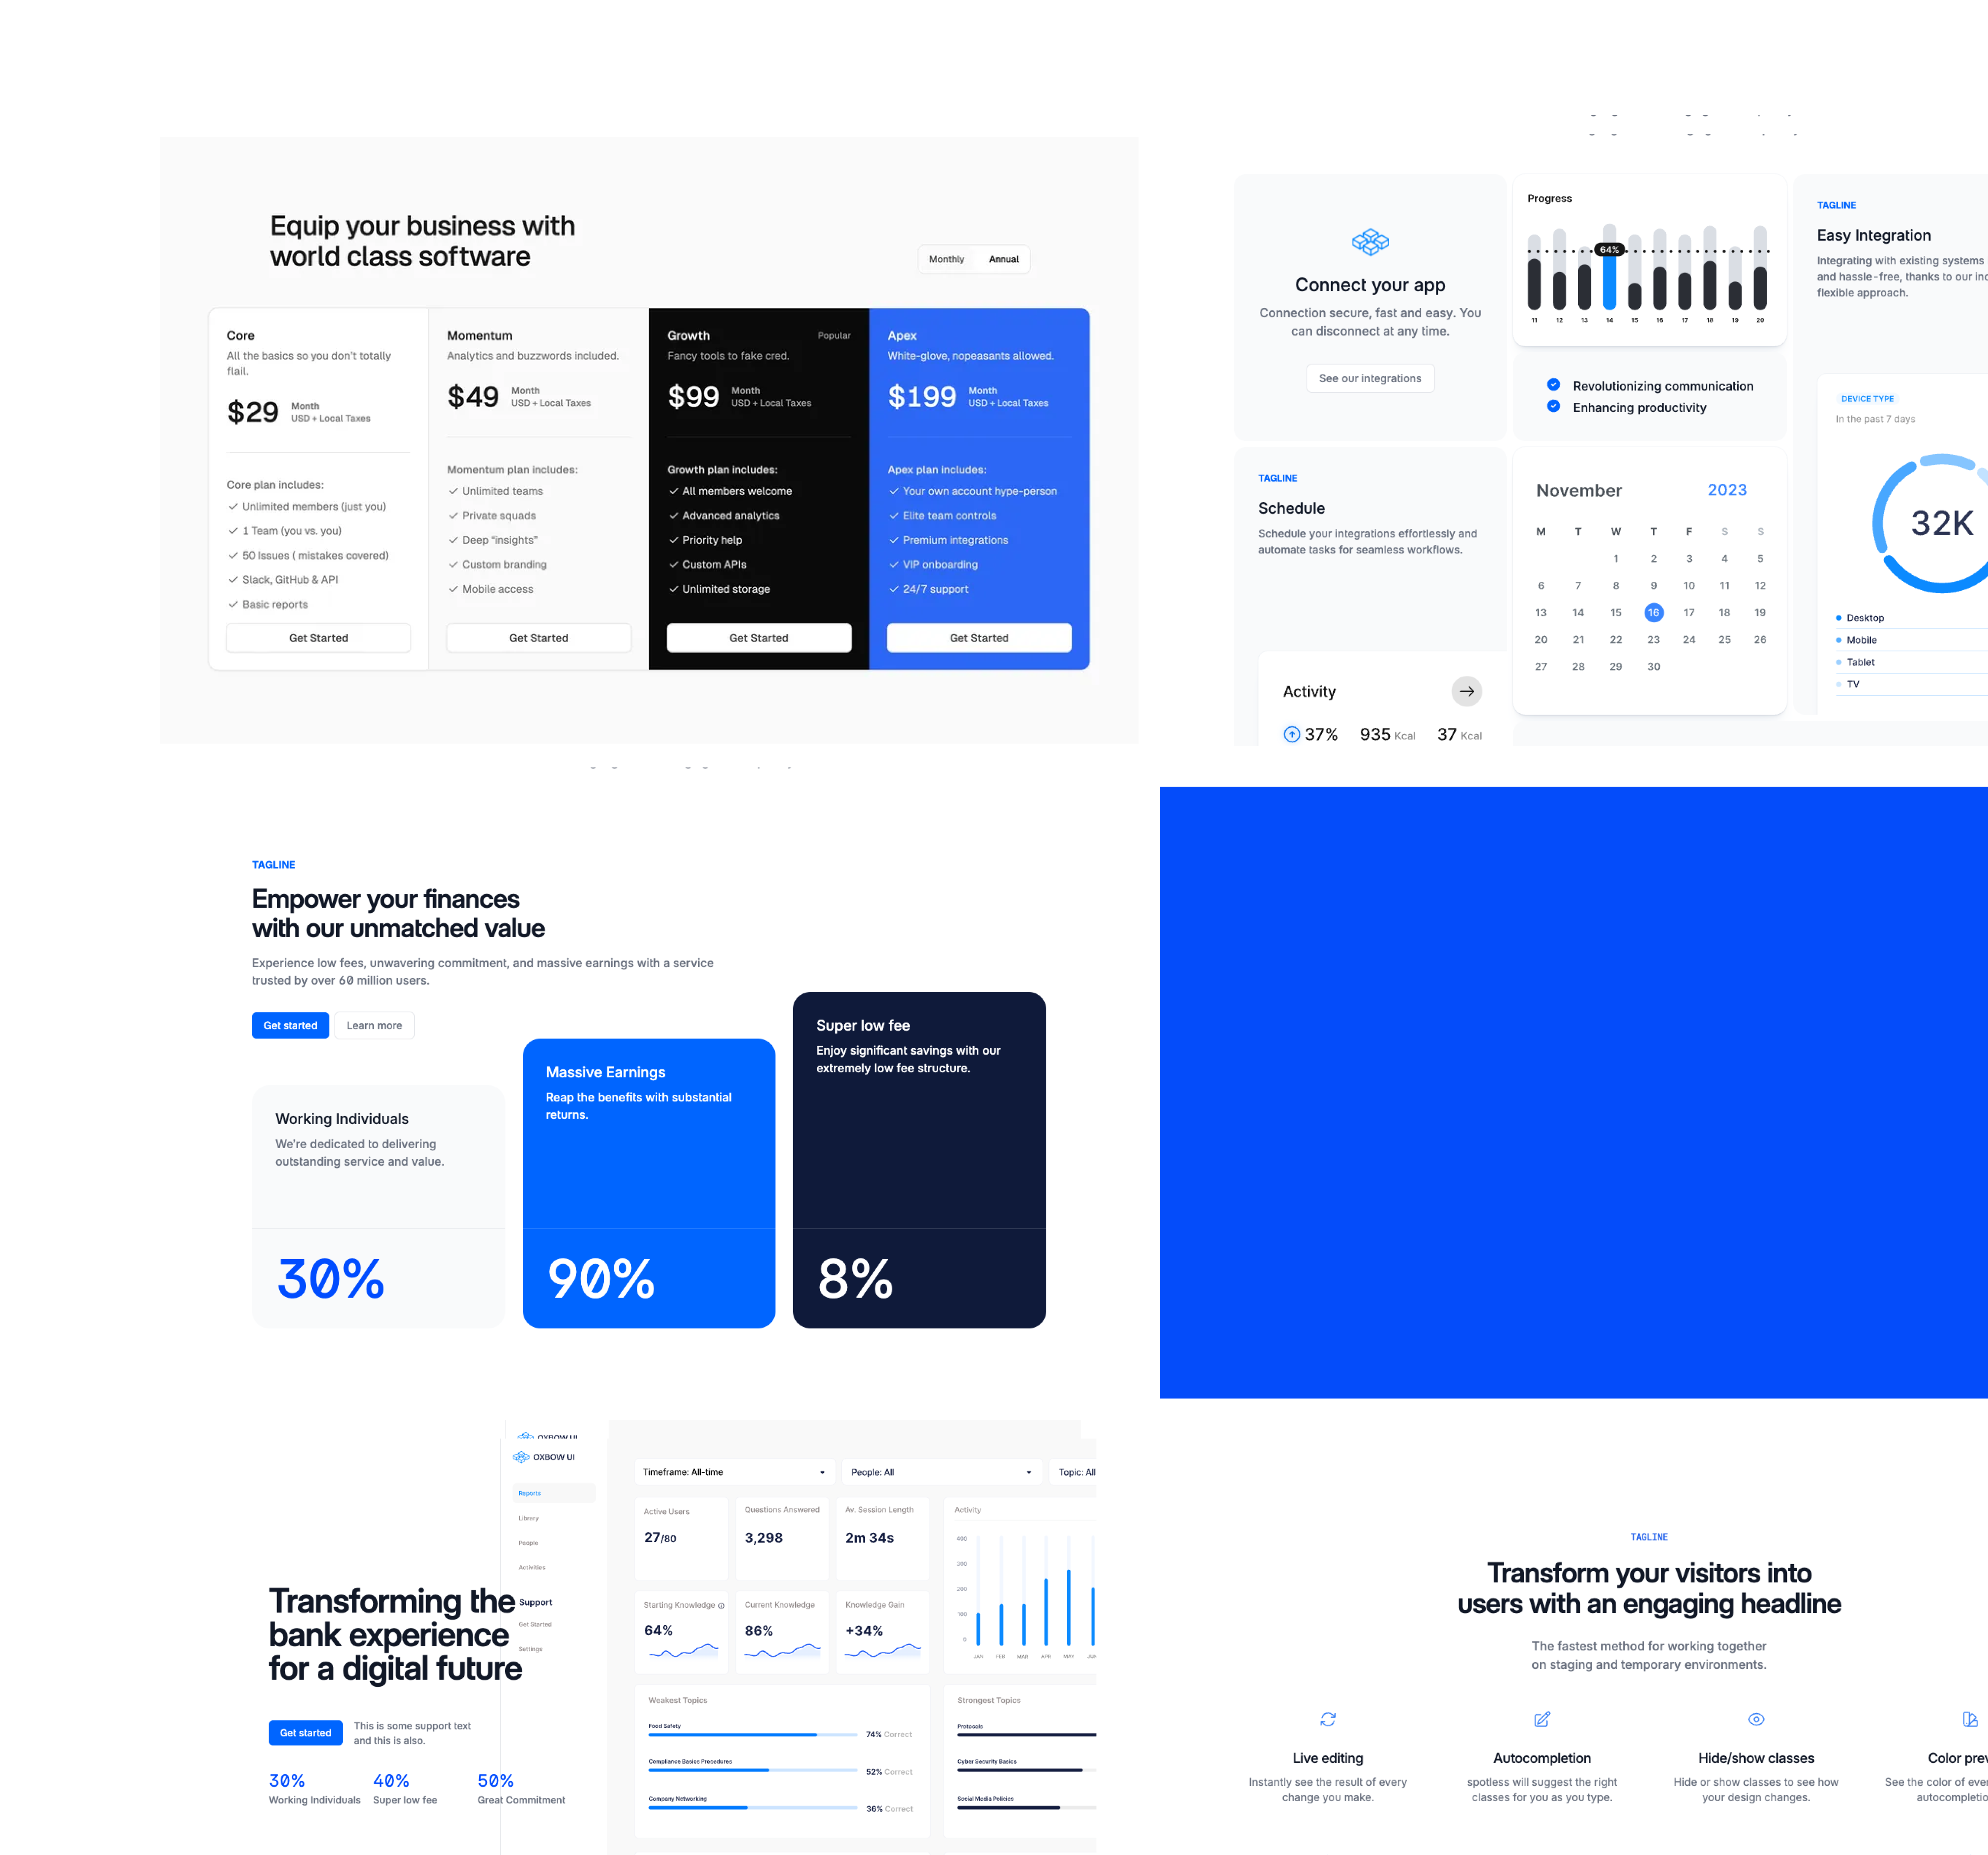 Equip your business with
world class software
Monthly
Annual
Core
All the basics so you don't totally
flail.
$29
Month
USD + Local Taxes
Core plan includes:
Unlimited members (just you)
1 Team (you vs. you)
50 Issues ( mistakes covered)
Slack, GitHub & API
Basic reports
Get Started
Momentum
Analytics and buzzwords included.
$49
Month
USD + Local Taxes
Momentum plan includes:
Unlimited teams
Private squads
Deep “insights”
Custom branding
Mobile access
Get Started
Growth
Popular
Fancy tools to fake cred.
$99
Month
USD + Local Taxes
Growth plan includes:
All members welcome
Advanced analytics
Priority help
Custom APIs
Unlimited storage
Get Started
Apex
White-glove, nopeasants allowed.
$199
Month
USD + Local Taxes
Apex plan includes:
Your own account hype-person
Elite team controls
Premium integrations
VIP onboarding
24/7 support
Get Started
Connect your app
Connection secure, fast and easy. You
can disconnect at any time.
See our integrations
Progress
64%
11 12 13 14 15 16 17 18 19 20
Revolutionizing communication
Enhancing productivity
TAGLINE
Easy Integration
Integrating with existing systems
and hassle-free, thanks to our
flexible approach.
DEVICE TYPE
In the past 7 days
32K
Desktop
Mobile
Tablet
TV
TAGLINE
Schedule
Schedule your integrations effortlessly and
automate tasks for seamless workflows.
Activity
37% 935 Kcal 37 Kcal
November 2023
M T W T F S S
1 2 3 4 5
6 7 8 9 10 11 12
13 14 15 16 17 18 19
20 21 22 23 24 25 26
27 28 29 30
TAGLINE
Empower your finances
with our unmatched value
Experience low fees, unwavering commitment, and massive earnings with a service
trusted by over 60 million users.
Get started
Learn more
Working Individuals
We're dedicated to delivering
outstanding service and value.
30%
Massive Earnings
Reap the benefits with substantial
returns.
90%
Super low fee
Enjoy significant savings with our
extremely low fee structure.
8%
Transforming the
bank experience
for a digital future
Get started
This is some support text
and this is also.
30%
Working Individuals
40%
Super low fee
50%
Great Commitment
OXBOW UI
OXBOW UI
Reports
Library
People
Activities
Support
Get Started
Settings
Timeframe: All-time
People: All
Topic: All
Active Users
27/80
Questions Answered
3,298
Av. Session Length
2m 34s
Starting Knowledge
64%
Current Knowledge
86%
Knowledge Gain
+34%
Activity
400
300
200
100
0
JAN FEB MAR APR MAY JUN
Weakest Topics
Food Safety
74% Correct
Compliance Basics Procedures
52% Correct
Company Networking
36% Correct
Strongest Topics
Protocols
Cyber Security Basics
Social Media Policies
TAGLINE
Transform your visitors into
users with an engaging headline
The fastest method for working together
on staging and temporary environments.
Live editing
Instantly see the result of every
change you make.
Autocompletion
spotless will suggest the right
classes for you as you type.
Hide/show classes
Hide or show classes to see how
your design changes.
Color prev
See the color of ever
autocompletio